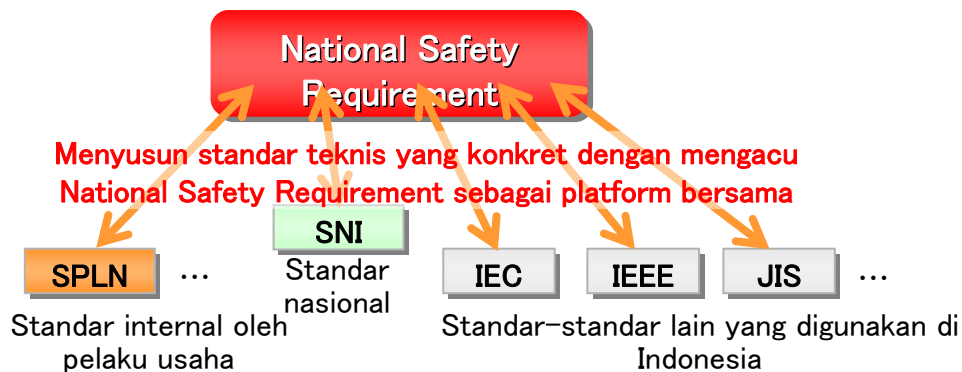 National Safety
Requirement
Menyusun standar teknis yang konkret dengan mengacu
National Safety Requirement sebagai platform bersama
SNI
SPLN
...
Standar
nasional
IEC
IEEE
JIS
...
Standar internal oleh
pelaku usaha
Standar-standar lain yang digunakan di
Indonesia